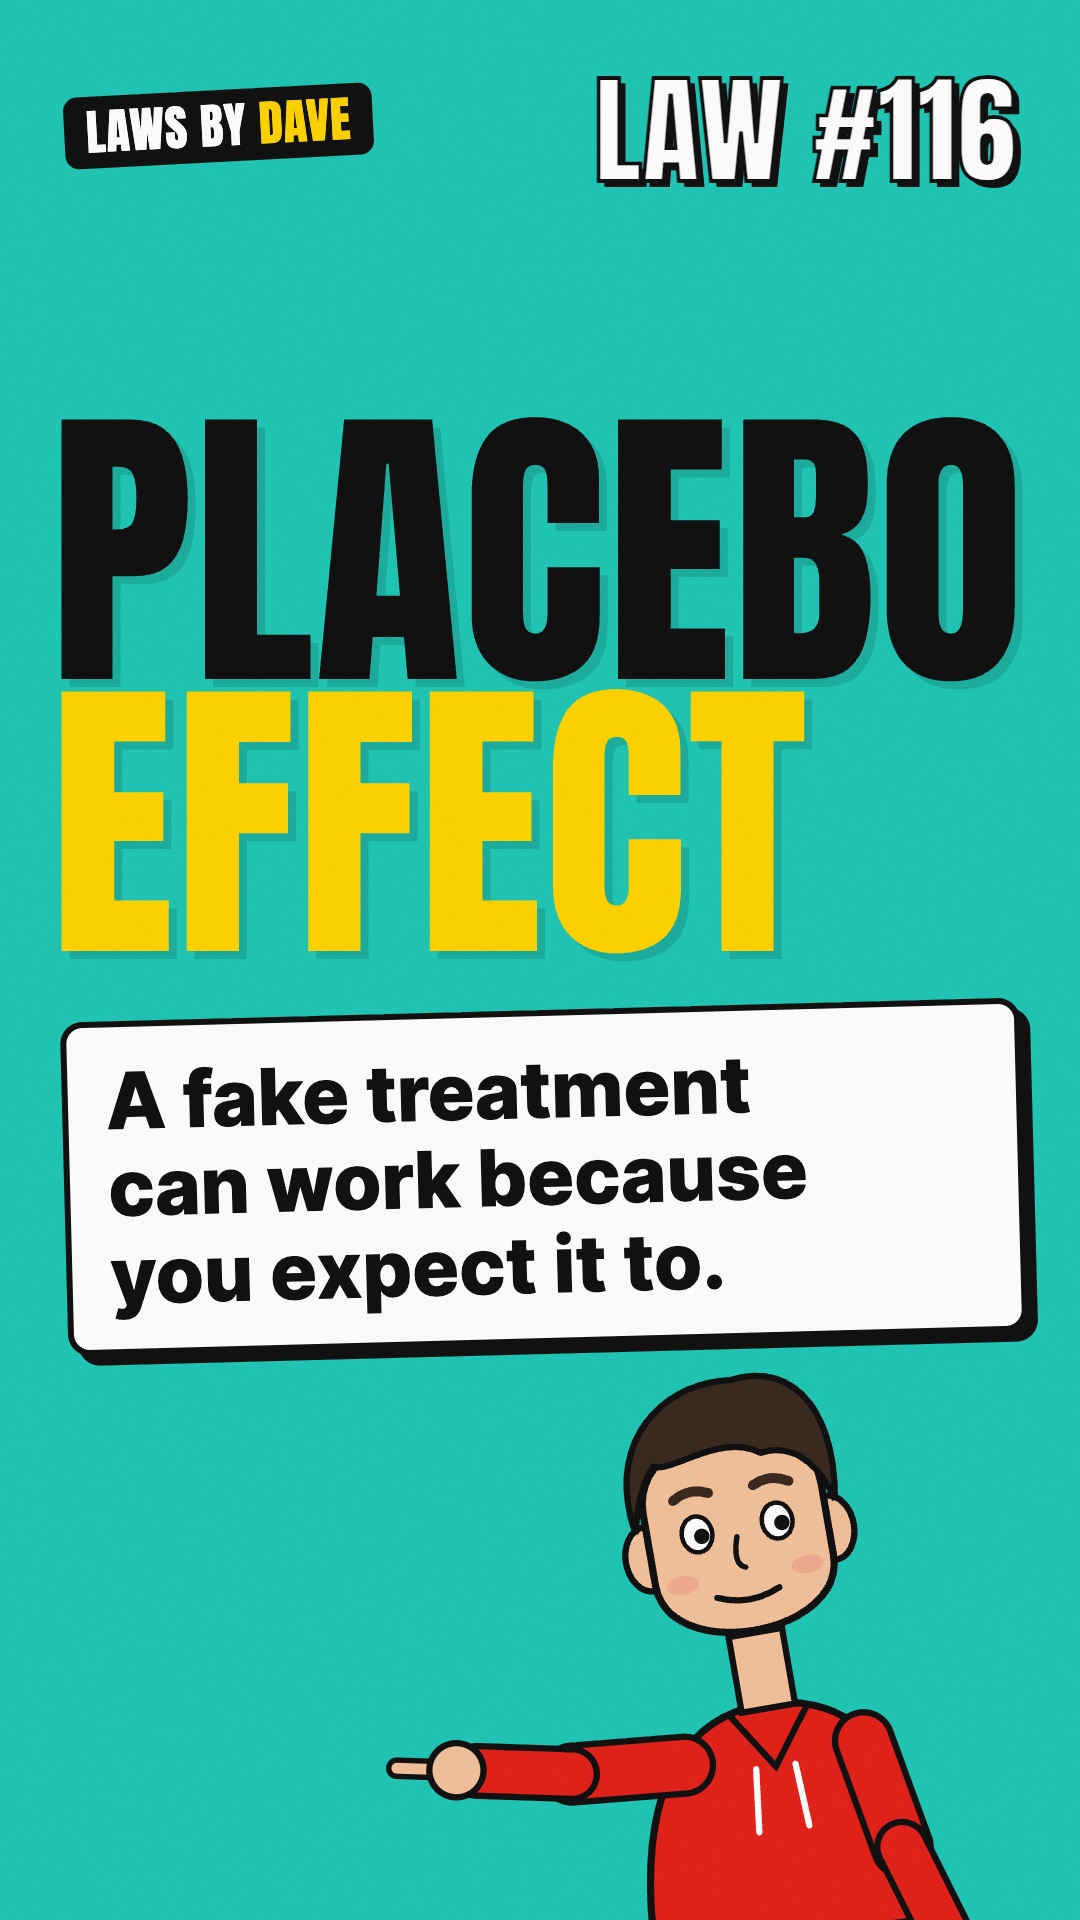 LAWS BY DAVE
LAW #116
PLACEBO
EFFECT
A fake treatment
can work because
you expect it to.